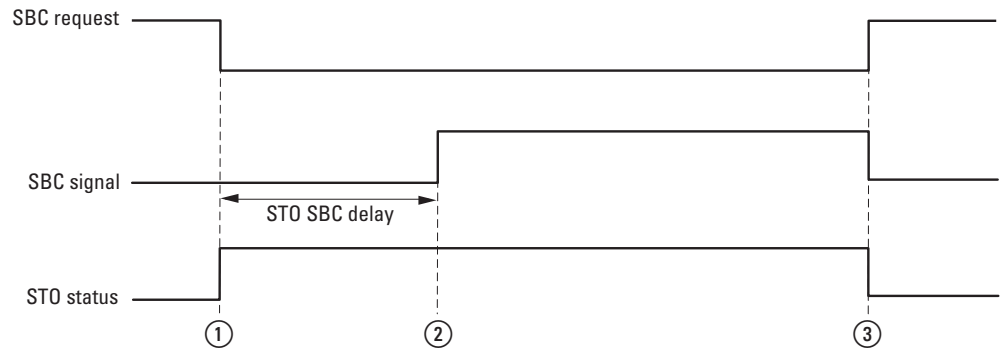 SBC request
SBC signal
STO SBC delay
STO status
1 2 3